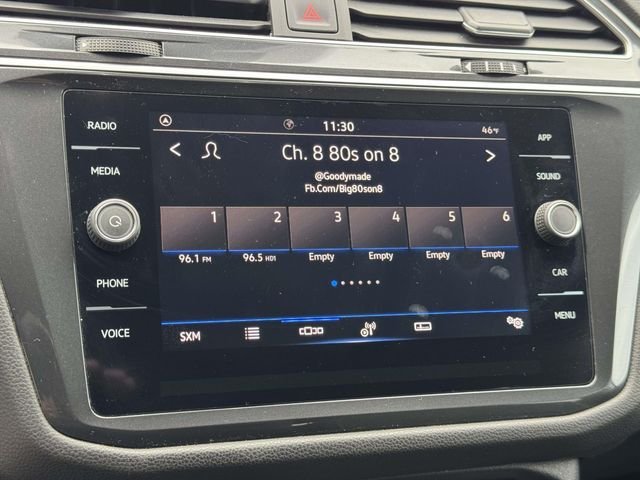 RADIO
MEDIA
PHONE
VOICE
11:30
46°F
< Ch. 8 80s on 8 >
@Goodymade
Fb.Com/Big80son8
1 2 3 4 5 6
96.1 FM 96.5 HD1 Empty Empty Empty Empty
SXM
APP
SOUND
CAR
MENU